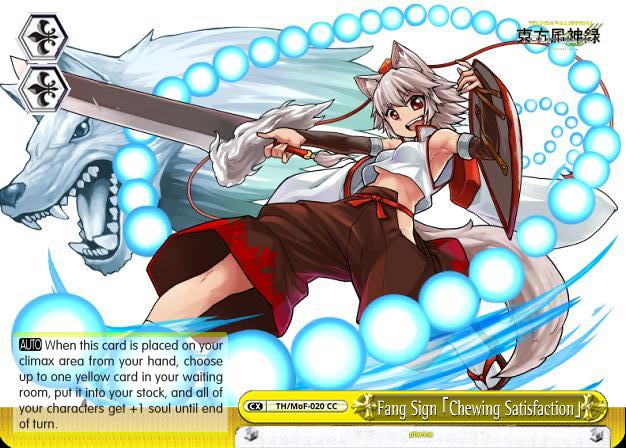 東方風神録
AUTO When this card is placed on your
climax area from your hand, choose
up to one yellow card in your waiting
room, put it into your stock, and all of
your characters get +1 soul until end
of turn.
CX TH/MoF-020 CC
Fang Sign「Chewing Satisfaction」